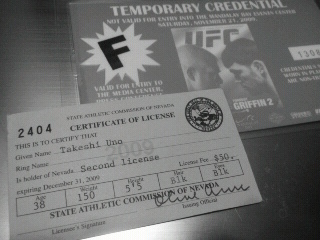 TEMPORARY CREDENTIAL
NOT VALID FOR ENTRY INTO THE MANDALAY BAY EVENTS CENTER
SATURDAY, NOVEMBER 21, 2009.
F
UFC
VALID FOR ENTRY TO
THE MEDIA CENTER,
GRIFFIN 2
2404
STATE ATHLETIC COMMISSION OF NEVADA
CERTIFICATE OF LICENSE
THIS IS TO CERTIFY THAT
Given Name Takeshi Uno
Ring Name
Is holder of Nevada Second license
2009
License Fee $50.
expiring December 31, 2009
Age Weight Height Hair Eyes
38 150 5'5 Blk Blk
STATE ATHLETIC COMMISSION OF NEVADA
Licensee's Signature
Issuing Official